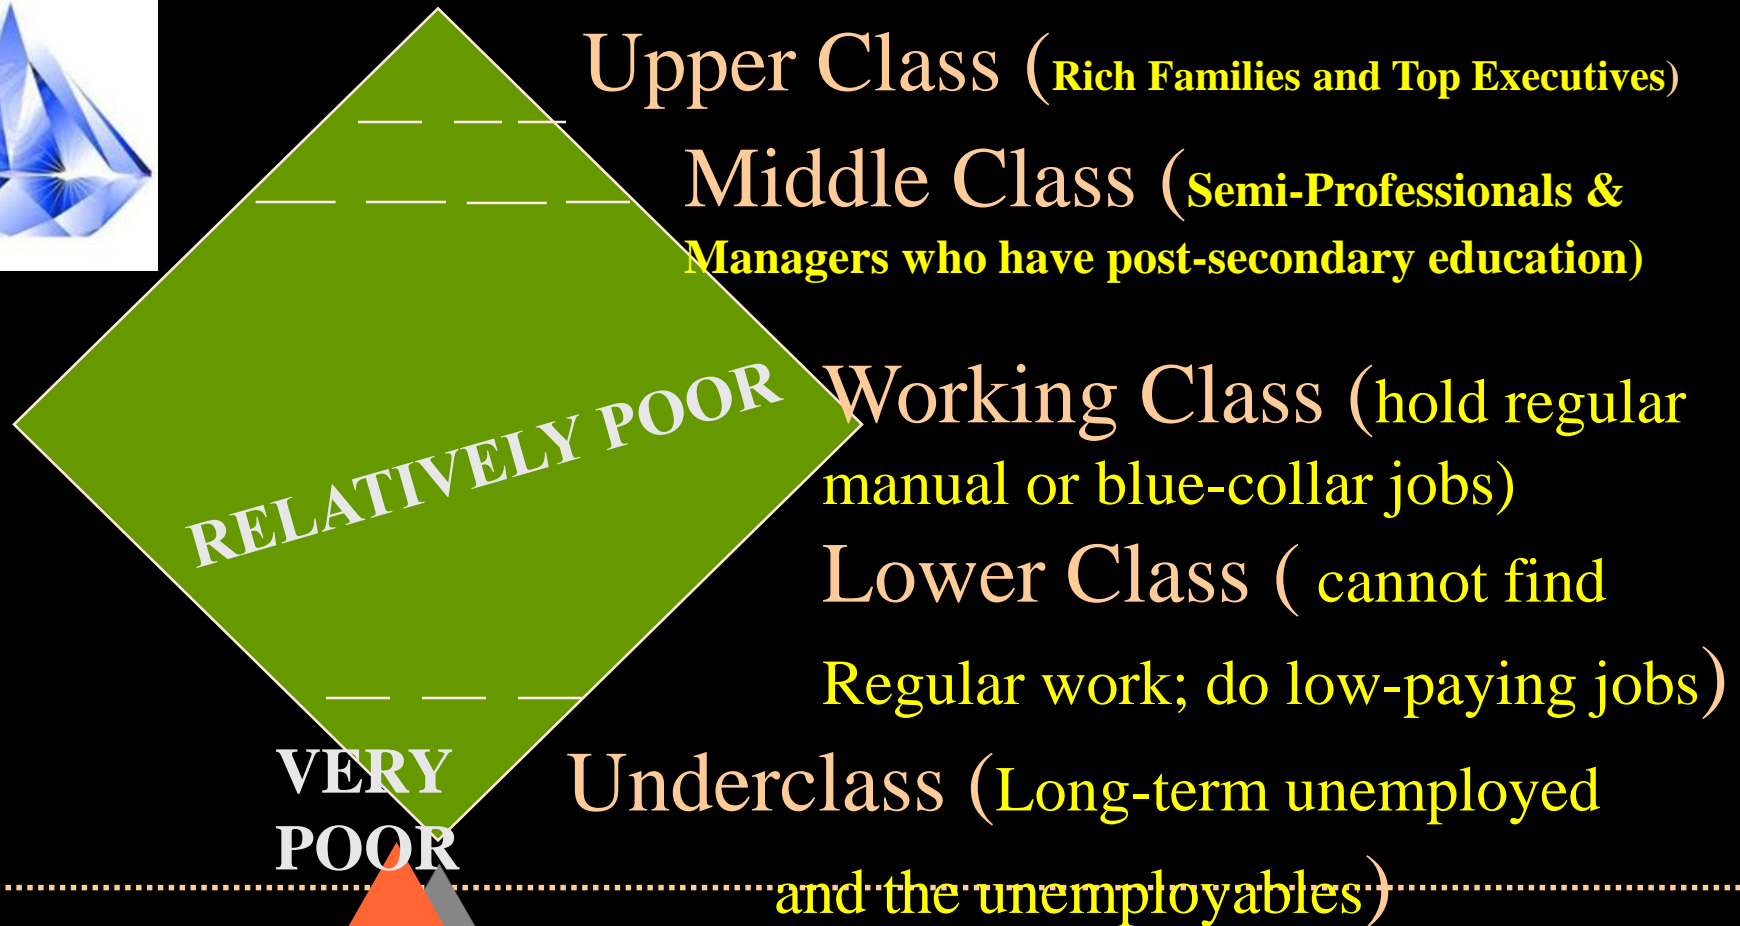 Upper Class (Rich Families and Top Executives)
Middle Class (Semi-Professionals &
Managers who have post-secondary education)
RELATIVELY POOR
Working Class (hold regular
manual or blue-collar jobs)
Lower Class ( cannot find
Regular work; do low-paying jobs)
VERY
POOR
Underclass (Long-term unemployed
and the unemployables)